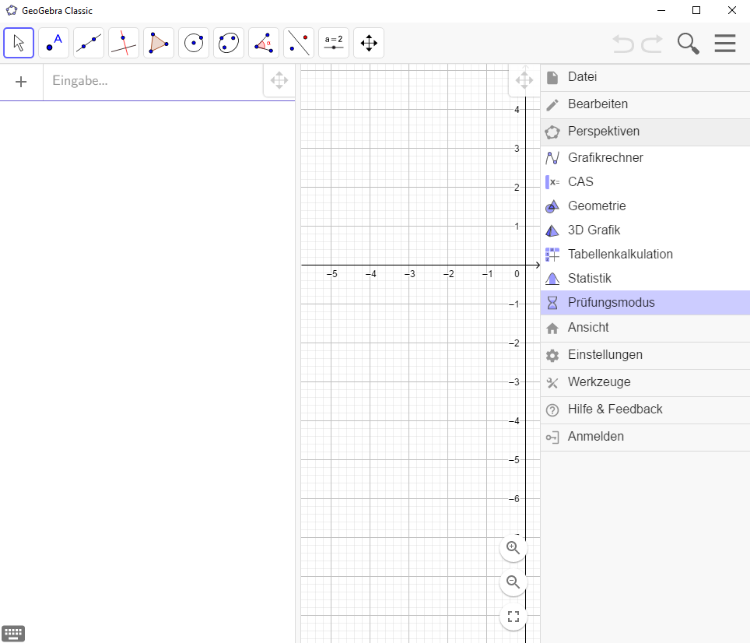 GeoGebra Classic
A
a=2
Eingabe...
Datei
Bearbeiten
Perspektiven
Grafikrechner
x= CAS
Geometrie
3D Grafik
Tabellenkalkulation
Statistik
Prüfungsmodus
Ansicht
Einstellungen
Werkzeuge
Hilfe & Feedback
Anmelden
4
3
2
1
−5 −4 −3 −2 −1 0
−1
−2
−3
−4
−5
−6